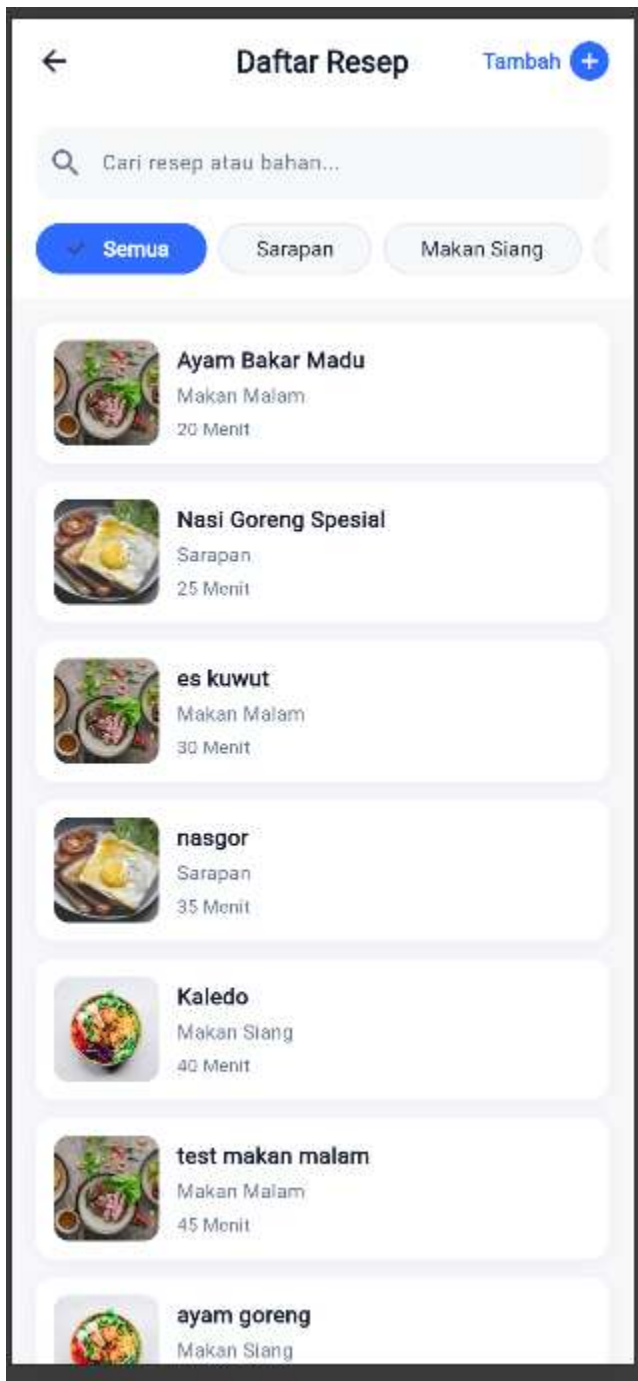 Daftar Resep
Tambah
Cari resep atau bahan...
Semua
Sarapan
Makan Siang
Ayam Bakar Madu
Makan Malam
20 Menit
Nasi Goreng Spesial
Sarapan
25 Menit
es kuwut
Makan Malam
30 Menit
nasgor
Sarapan
35 Menit
Kaledo
Makan Siang
40 Menit
test makan malam
Makan Malam
45 Menit
ayam goreng
Makan Siang